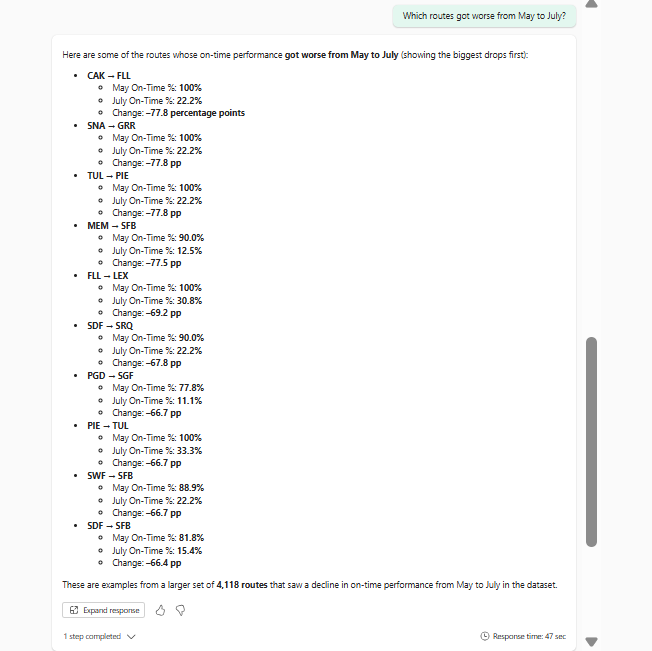 Which routes got worse from May to July?
Here are some of the routes whose on-time performance got worse from May to July (showing the biggest drops first):
• CAK → FLL
○ May On-Time %: 100%
○ July On-Time %: 22.2%
○ Change: –77.8 percentage points
• SNA → GRR
○ May On-Time %: 100%
○ July On-Time %: 22.2%
○ Change: –77.8 pp
• TUL → PIE
○ May On-Time %: 100%
○ July On-Time %: 22.2%
○ Change: –77.8 pp
• MEM → SFB
○ May On-Time %: 90.0%
○ July On-Time %: 12.5%
○ Change: –77.5 pp
• FLL → LEX
○ May On-Time %: 100%
○ July On-Time %: 30.8%
○ Change: –69.2 pp
• SDF → SRQ
○ May On-Time %: 90.0%
○ July On-Time %: 22.2%
○ Change: –67.8 pp
• PGD → SGF
○ May On-Time %: 77.8%
○ July On-Time %: 11.1%
○ Change: –66.7 pp
• PIE → TUL
○ May On-Time %: 100%
○ July On-Time %: 33.3%
○ Change: –66.7 pp
• SWF → SFB
○ May On-Time %: 88.9%
○ July On-Time %: 22.2%
○ Change: –66.7 pp
• SDF → SFB
○ May On-Time %: 81.8%
○ July On-Time %: 15.4%
○ Change: –66.4 pp
These are examples from a larger set of 4,118 routes that saw a decline in on-time performance from May to July in the dataset.
Expand response
1 step completed
Response time: 47 sec